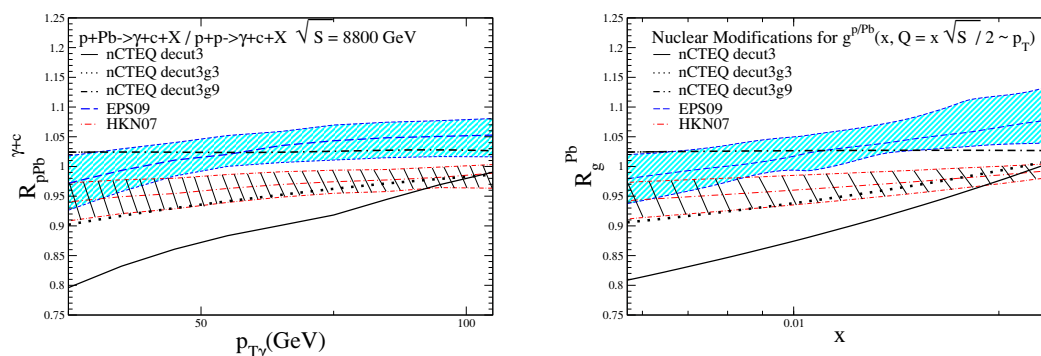 p+Pb->γ+c+X / p+p->γ+c+X √S = 8800 GeV
nCTEQ decut3
nCTEQ decut3g3
nCTEQ decut3g9
EPS09
HKN07
1.25
1.2
1.15
1.1
1.05
1
0.95
0.9
0.85
0.8
0.75
R_pPb^γ+c
50
100
p_Tγ(GeV)
Nuclear Modifications for g^p/Pb(x, Q = x √S / 2 ~ p_T)
nCTEQ decut3
nCTEQ decut3g3
nCTEQ decut3g9
EPS09
HKN07
1.25
1.2
1.15
1.1
1.05
1
0.95
0.9
0.85
0.8
0.75
R_g^Pb
0.01
x